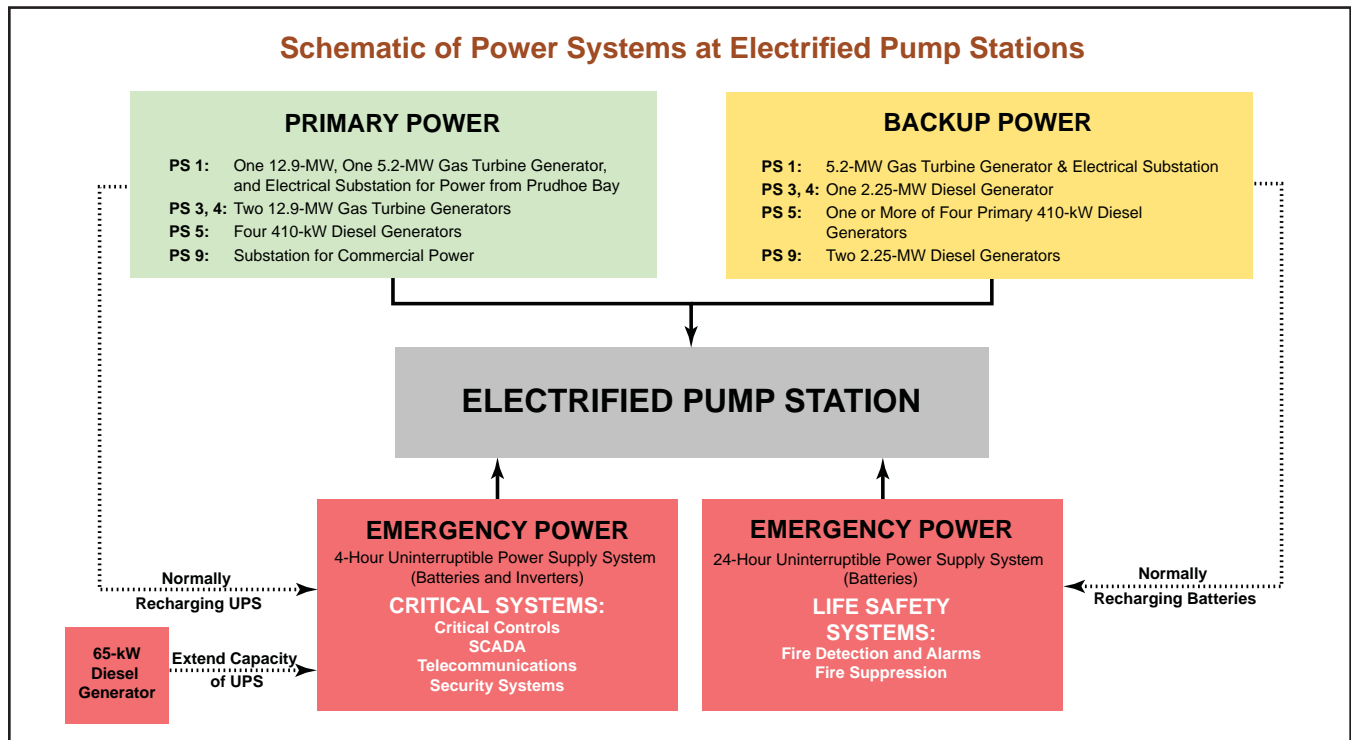 Schematic of Power Systems at Electrified Pump Stations
PRIMARY POWER
PS 1: One 12.9-MW, One 5.2-MW Gas Turbine Generator,
and Electrical Substation for Power from Prudhoe Bay
PS 3, 4: Two 12.9-MW Gas Turbine Generators
PS 5: Four 410-kW Diesel Generators
PS 9: Substation for Commercial Power
BACKUP POWER
PS 1: 5.2-MW Gas Turbine Generator & Electrical Substation
PS 3, 4: One 2.25-MW Diesel Generator
PS 5: One or More of Four Primary 410-kW Diesel
Generators
PS 9: Two 2.25-MW Diesel Generators
ELECTRIFIED PUMP STATION
EMERGENCY POWER
4-Hour Uninterruptible Power Supply System
(Batteries and Inverters)
CRITICAL SYSTEMS:
Critical Controls
SCADA
Telecommunications
Security Systems
EMERGENCY POWER
24-Hour Uninterruptible Power Supply System
(Batteries)
LIFE SAFETY
SYSTEMS:
Fire Detection and Alarms
Fire Suppression
Normally
Recharging UPS
Normally
Recharging Batteries
65-kW
Diesel
Generator
Extend Capacity
of UPS